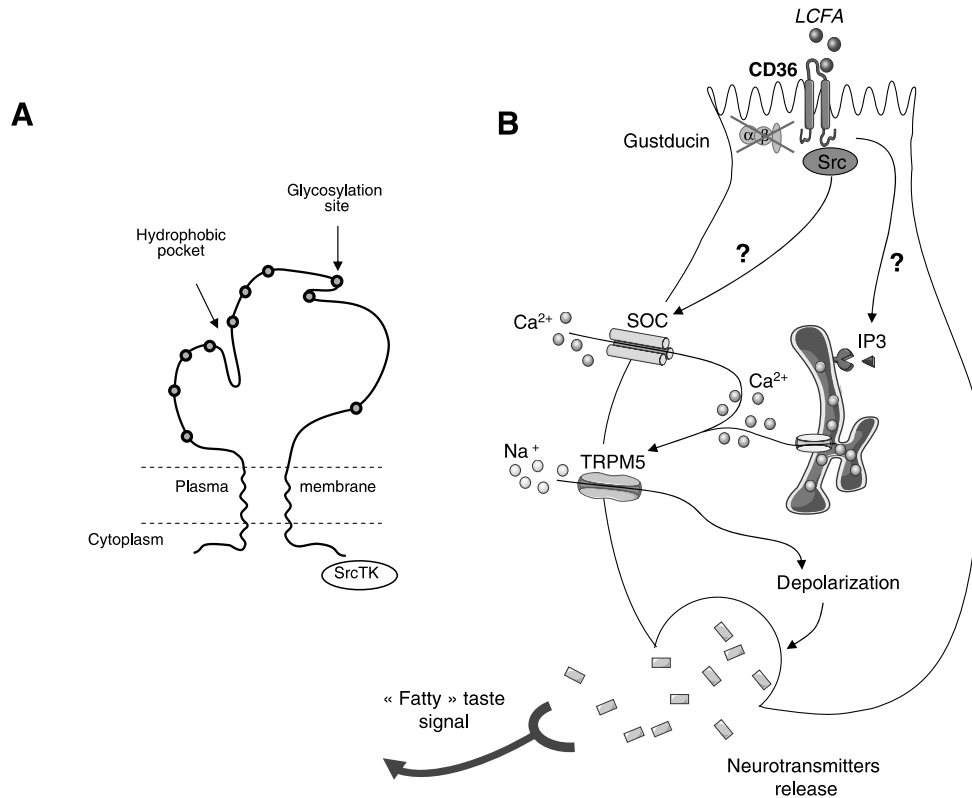 A
Glycosylation
site
Hydrophobic
pocket
Plasma
membrane
Cytoplasm
SrcTK
B
LCFA
CD36
Gustducin
α
β
Src
?
?
Ca2+
SOC
IP3
Ca2+
Na +
TRPM5
Depolarization
« Fatty » taste
signal
Neurotransmitters
release